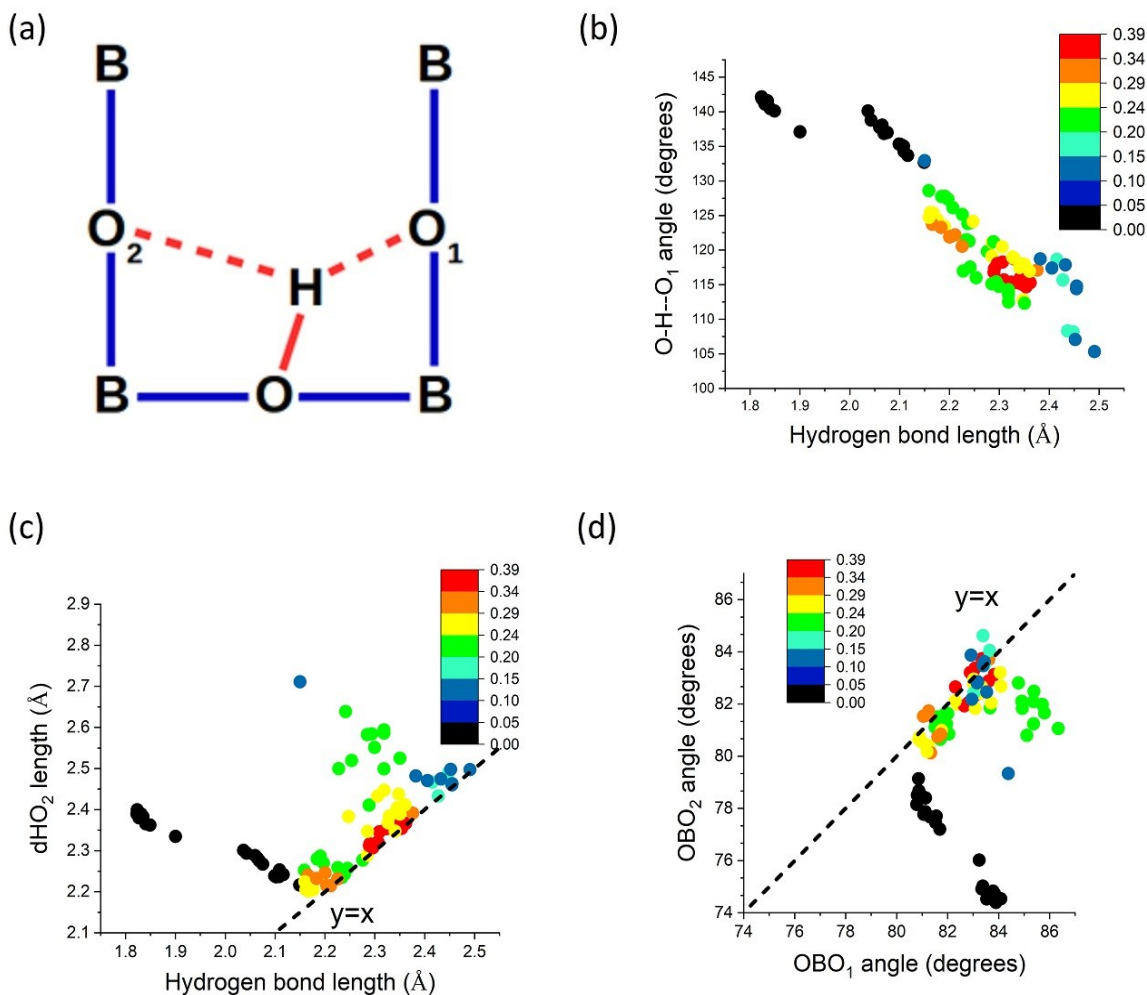 (a)
B B
O2 O1
H
B O B
(b)
0.39
0.34
0.29
0.24
0.20
0.15
0.10
0.05
0.00
O-H--O1 angle (degrees)
145
140
135
130
125
120
115
110
105
100
1.8 1.9 2.0 2.1 2.2 2.3 2.4 2.5
Hydrogen bond length (Å)
(c)
0.39
0.34
0.29
0.24
0.20
0.15
0.10
0.05
0.00
dHO2 length (Å)
2.9
2.8
2.7
2.6
2.5
2.4
2.3
2.2
2.1
y=x
1.8 1.9 2.0 2.1 2.2 2.3 2.4 2.5
Hydrogen bond length (Å)
(d)
0.39
0.34
0.29
0.24
0.20
0.15
0.10
0.05
0.00
y=x
OBO2 angle (degrees)
86
84
82
80
78
76
74
74 76 78 80 82 84 86
OBO1 angle (degrees)